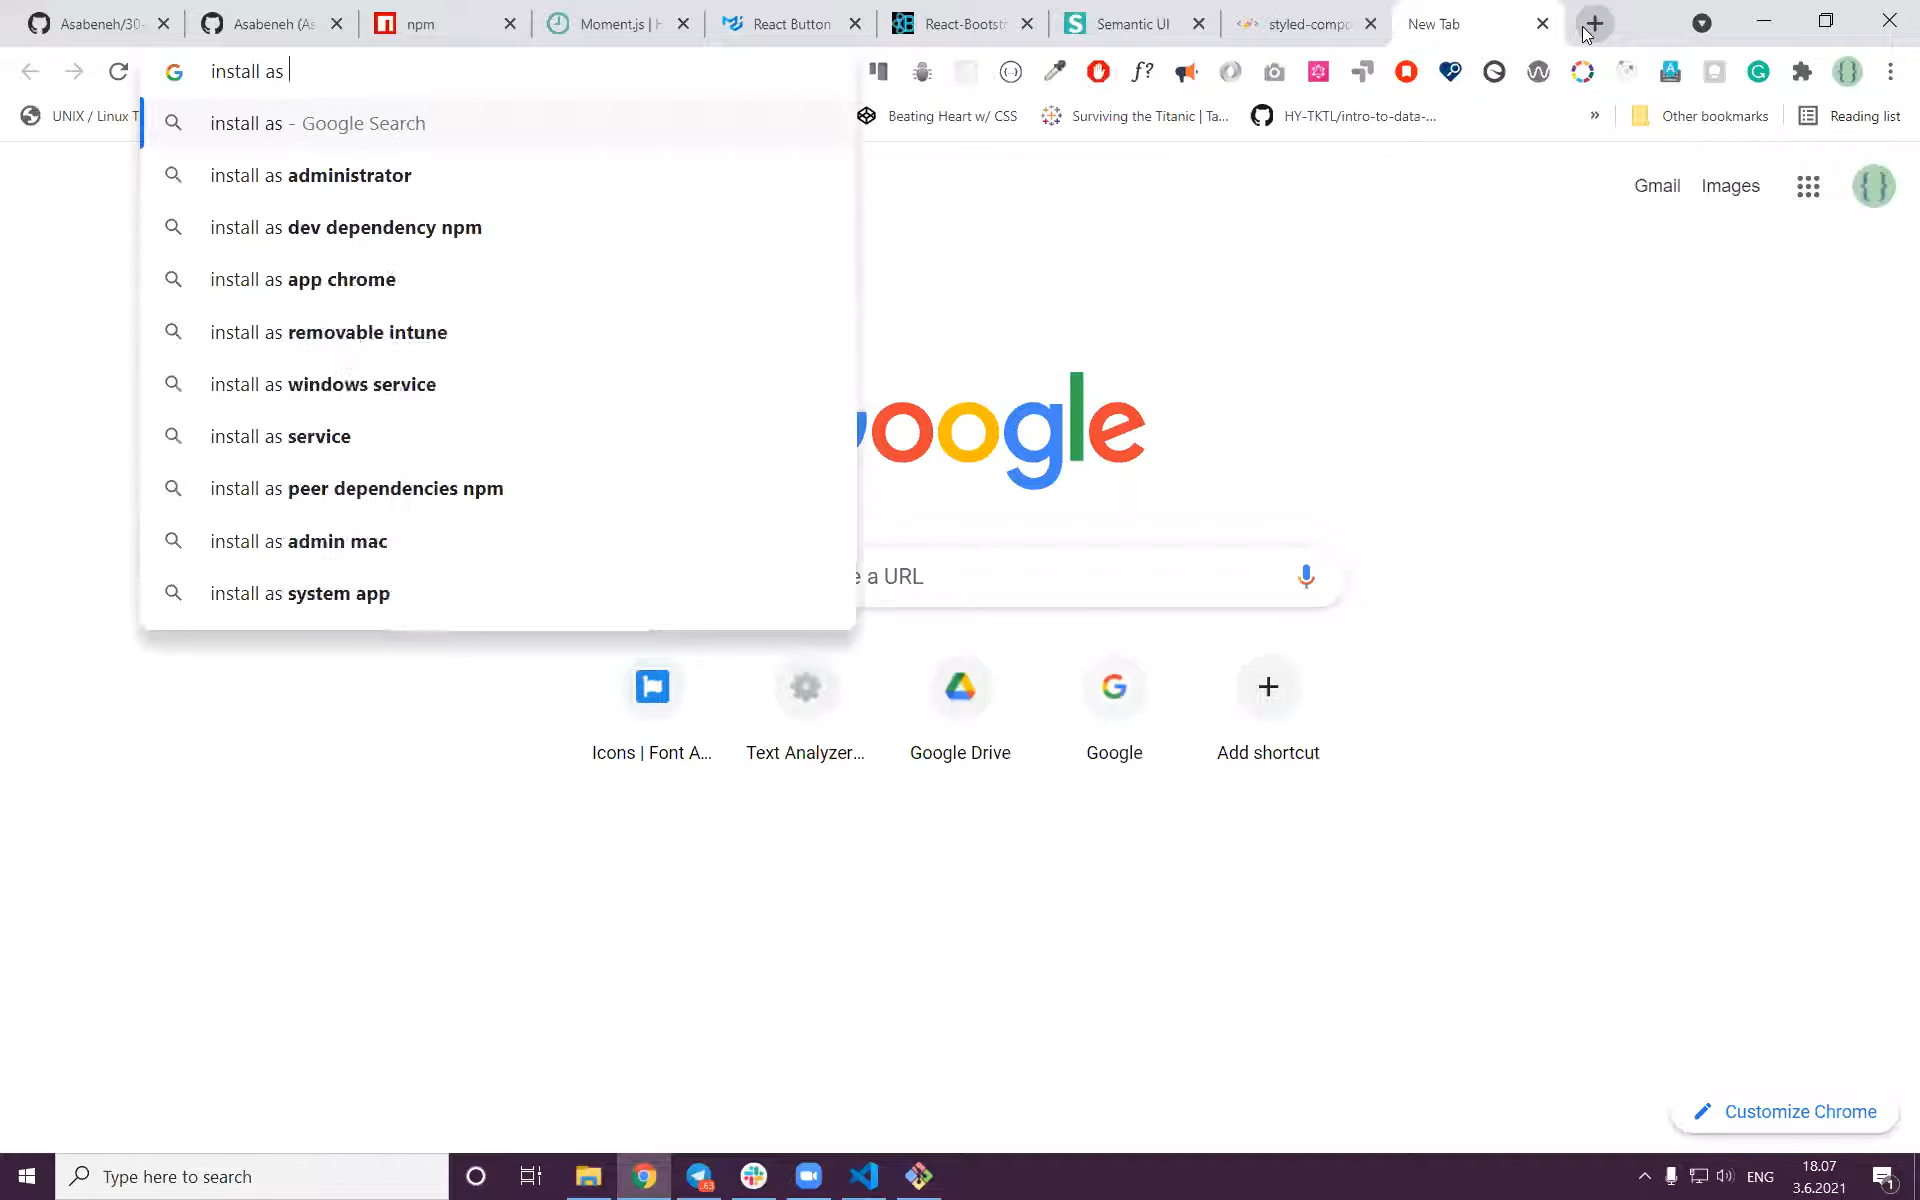 Asabeneh/30-
Asabeneh (As
npm
Moment.js | H
React Button
React-Bootstr
Semantic UI
styled-compo
New Tab
install as
f?
UNIX / Linux T
Beating Heart w/ CSS
Surviving the Titanic | Ta...
HY-TKTL/intro-to-data-...
»
Other bookmarks
Reading list
install as - Google Search
install as administrator
install as dev dependency npm
install as app chrome
install as removable intune
install as windows service
install as service
install as peer dependencies npm
install as admin mac
install as system app
Gmail
Images
oogle
e a URL
Icons | Font A...
Text Analyzer...
Google Drive
Google
Add shortcut
Customize Chrome
Type here to search
63
ENG
18.07
3.6.2021
1